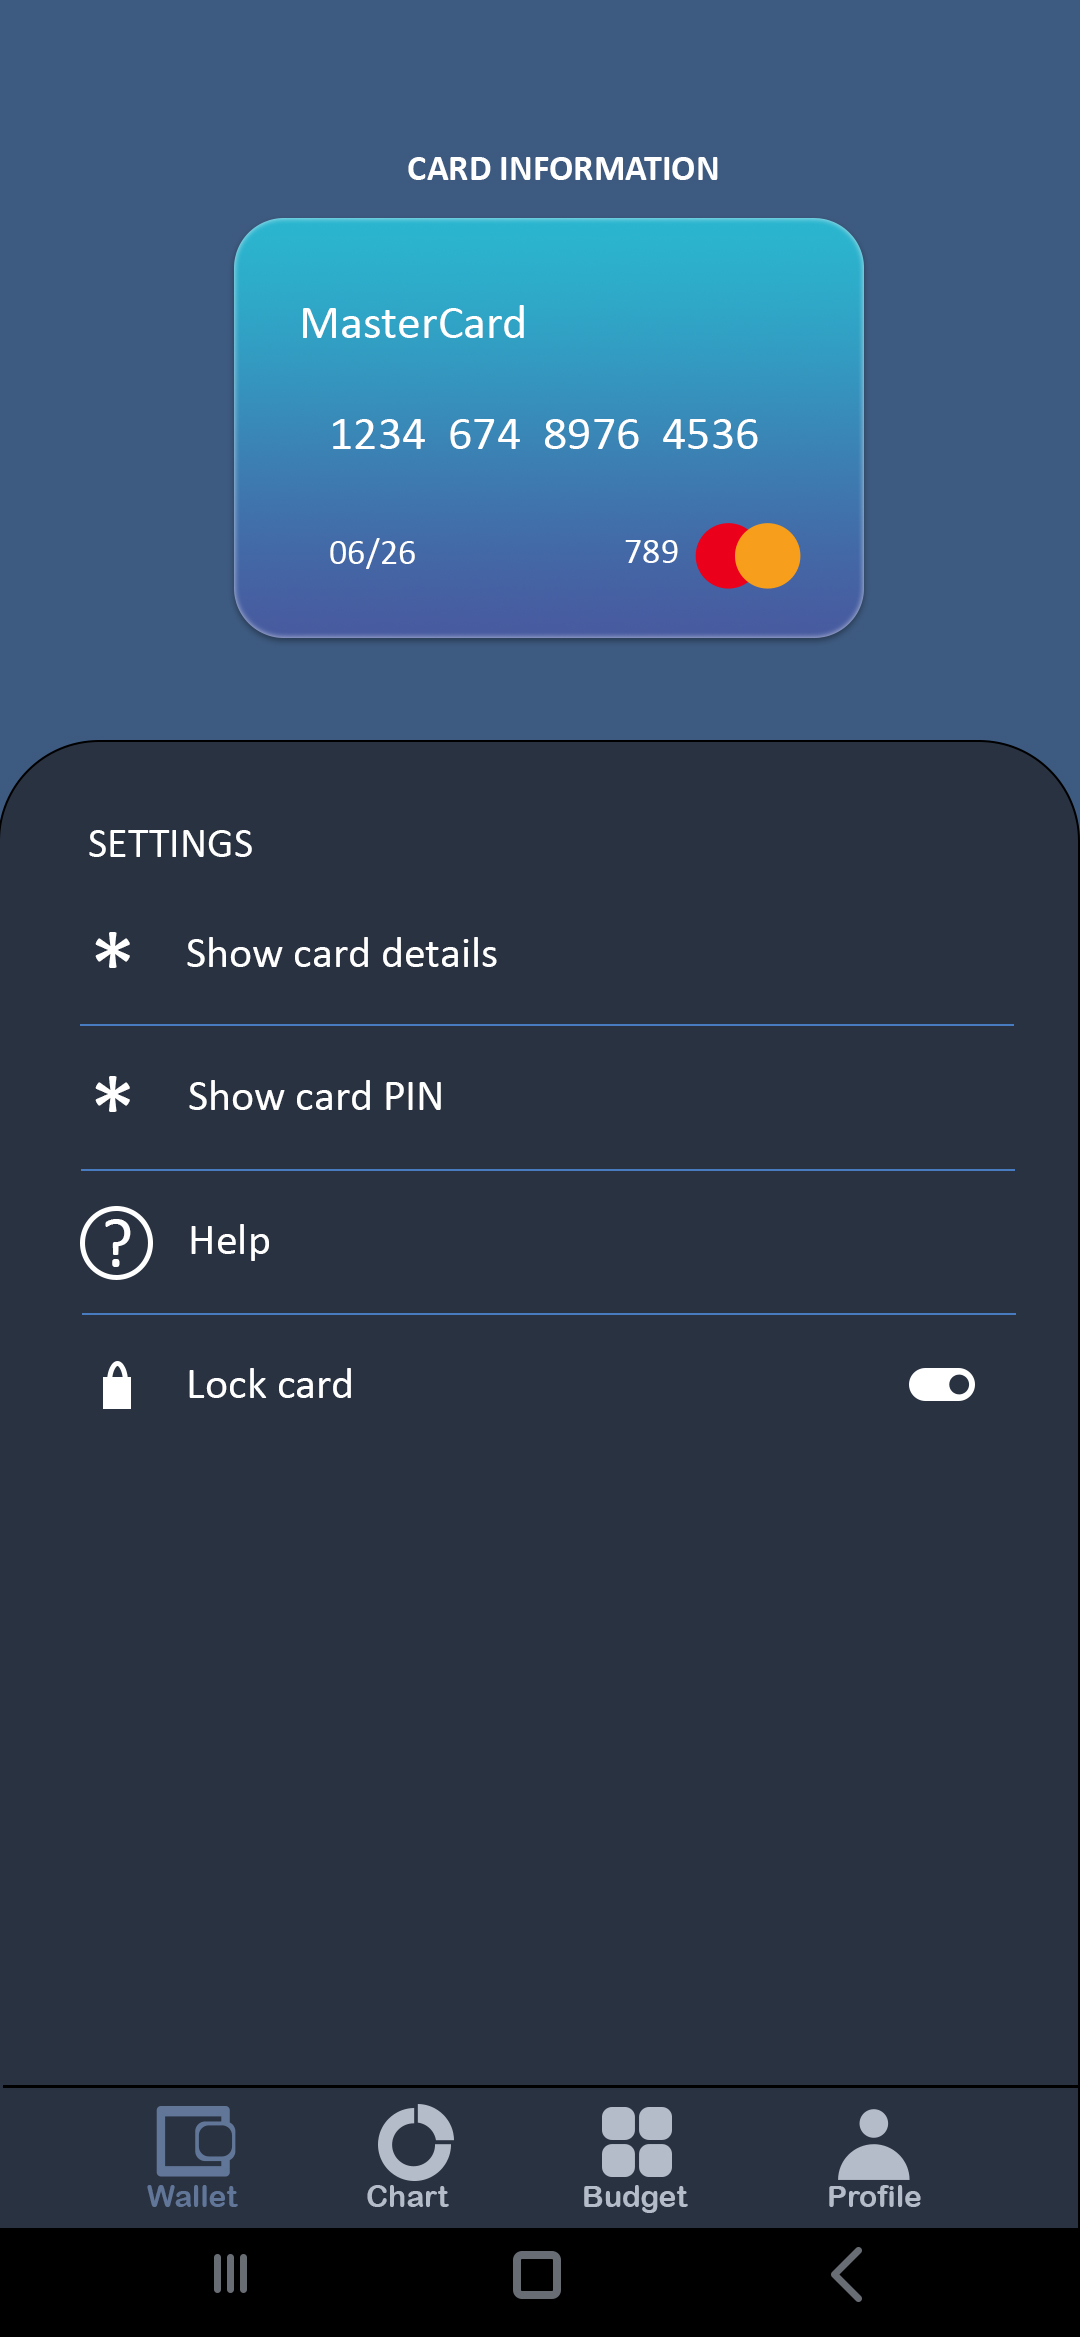 CARD INFORMATION
MasterCard
1234 674 8976 4536
06/26 789
SETTINGS
* Show card details
* Show card PIN
? Help
Lock card
Wallet Chart Budget Profile